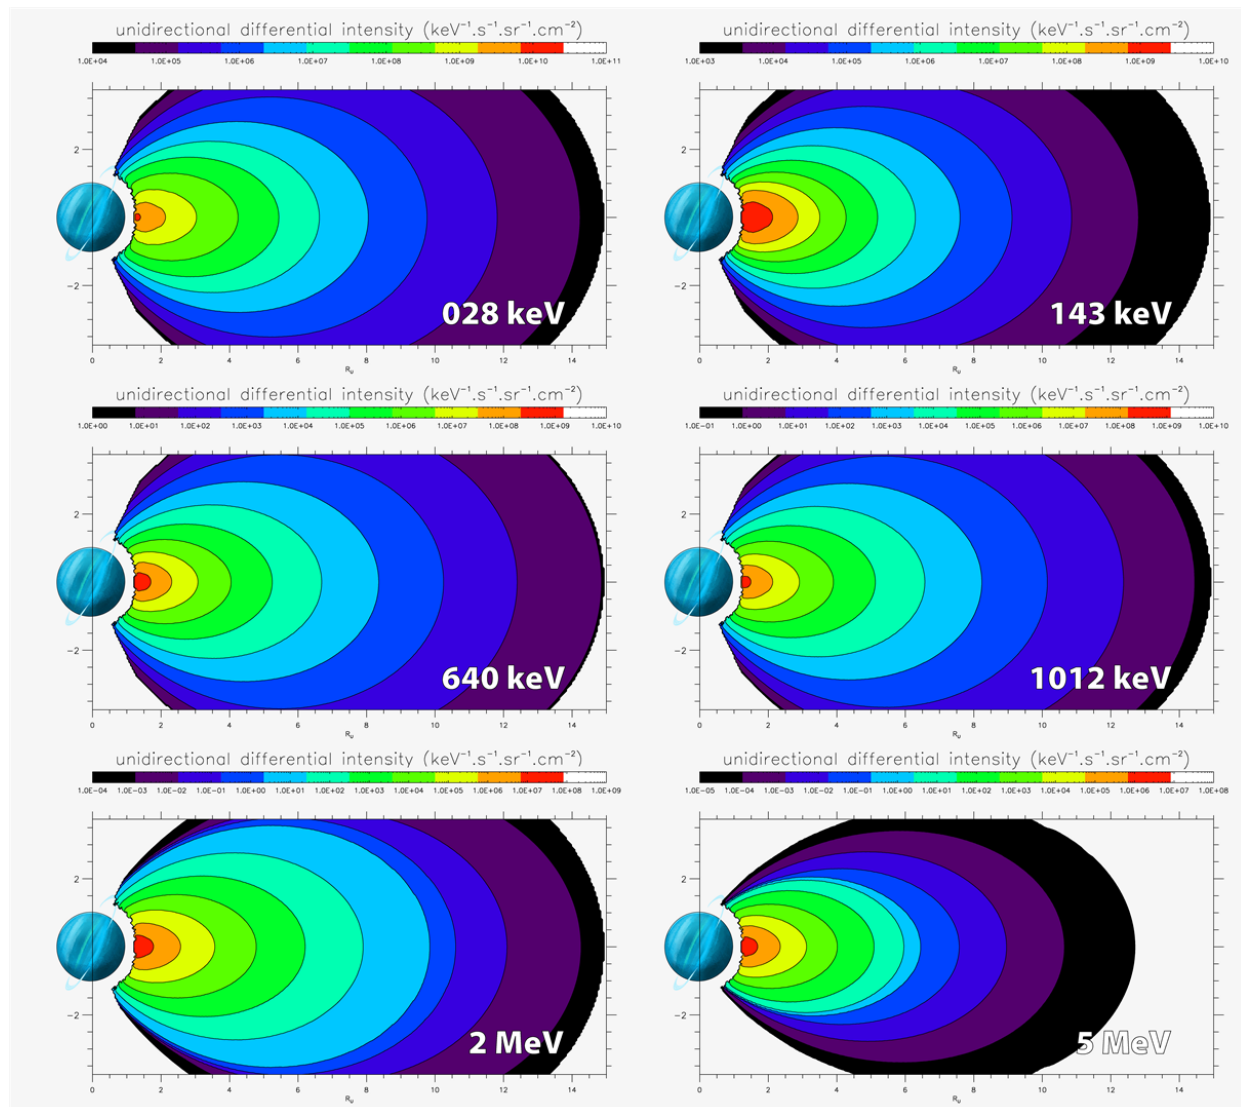 unidirectional differential intensity (keV⁻¹.s⁻¹.sr⁻¹.cm⁻²)
1.0E+04 1.0E+05 1.0E+06 1.0E+07 1.0E+08 1.0E+09 1.0E+10 1.0E+11
2
-2
028 keV
0 2 4 6 8 10 12 14
Rᵤ
unidirectional differential intensity (keV⁻¹.s⁻¹.sr⁻¹.cm⁻²)
1.0E+03 1.0E+04 1.0E+05 1.0E+06 1.0E+07 1.0E+08 1.0E+09 1.0E+10
2
-2
143 keV
0 2 4 6 8 10 12 14
Rᵤ
unidirectional differential intensity (keV⁻¹.s⁻¹.sr⁻¹.cm⁻²)
1.0E+00 1.0E+01 1.0E+02 1.0E+03 1.0E+04 1.0E+05 1.0E+06 1.0E+07 1.0E+08 1.0E+09 1.0E+10
2
-2
640 keV
0 2 4 6 8 10 12 14
Rᵤ
unidirectional differential intensity (keV⁻¹.s⁻¹.sr⁻¹.cm⁻²)
1.0E-01 1.0E+00 1.0E+01 1.0E+02 1.0E+03 1.0E+04 1.0E+05 1.0E+06 1.0E+07 1.0E+08 1.0E+09 1.0E+10
2
-2
1012 keV
0 2 4 6 8 10 12 14
Rᵤ
unidirectional differential intensity (keV⁻¹.s⁻¹.sr⁻¹.cm⁻²)
1.0E-04 1.0E-03 1.0E-02 1.0E-01 1.0E+00 1.0E+01 1.0E+02 1.0E+03 1.0E+04 1.0E+05 1.0E+06 1.0E+07 1.0E+08 1.0E+09
2
-2
2 MeV
0 2 4 6 8 10 12 14
Rᵤ
unidirectional differential intensity (keV⁻¹.s⁻¹.sr⁻¹.cm⁻²)
1.0E-05 1.0E-04 1.0E-03 1.0E-02 1.0E-01 1.0E+00 1.0E+01 1.0E+02 1.0E+03 1.0E+04 1.0E+05 1.0E+06 1.0E+07 1.0E+08
2
-2
5 MeV
0 2 4 6 8 10 12 14
Rᵤ